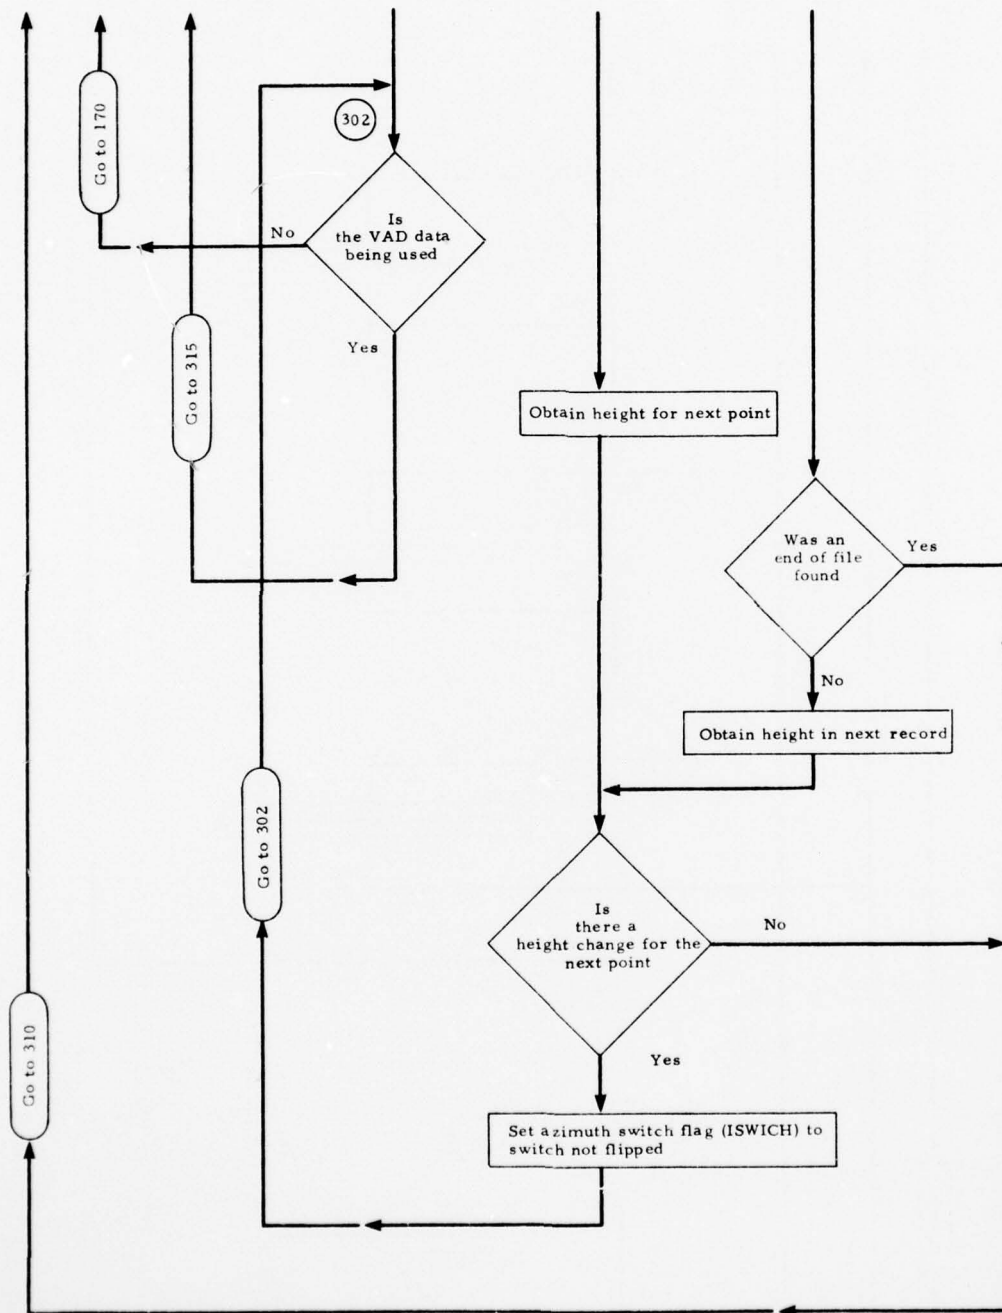 Go to 170
302
Is
the VAD data
being used
No
Yes
Go to 315
Obtain height for next point
Was an
end of file
found
Yes
No
Obtain height in next record
Go to 302
Is
there a
height change for the
next point
No
Yes
Go to 310
Set azimuth switch flag (ISWICH) to
switch not flipped